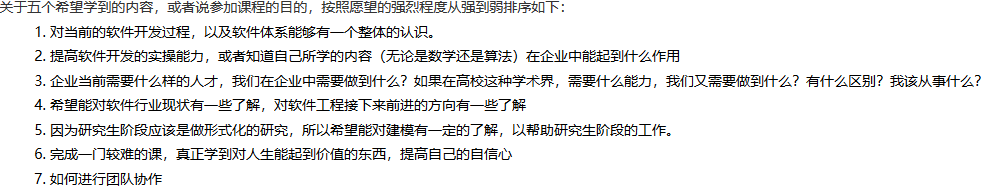 关于五个希望学到的内容，或者说参加课程的目的，按照愿望的强烈程度从强到弱排序如下：
1. 对当前的软件开发过程，以及软件体系能够有一个整体的认识。
2. 提高软件开发的实操能力，或者知道自己所学的内容（无论是数学还是算法）在企业中能起到什么作用
3. 企业当前需要什么样的人才，我们在企业中需要做到什么？如果在高校这种学术界，需要什么能力，我们又需要做到什么？有什么区别？我该从事什么？
4. 希望能对软件行业现状有一些了解，对软件工程接下来前进的方向有一些了解
5. 因为研究生阶段应该是做形式化的研究，所以希望能对建模有一定的了解，以帮助研究生阶段的工作。
6. 完成一门较难的课，真正学到对人生能起到价值的东西，提高自己的自信心
7. 如何进行团队协作